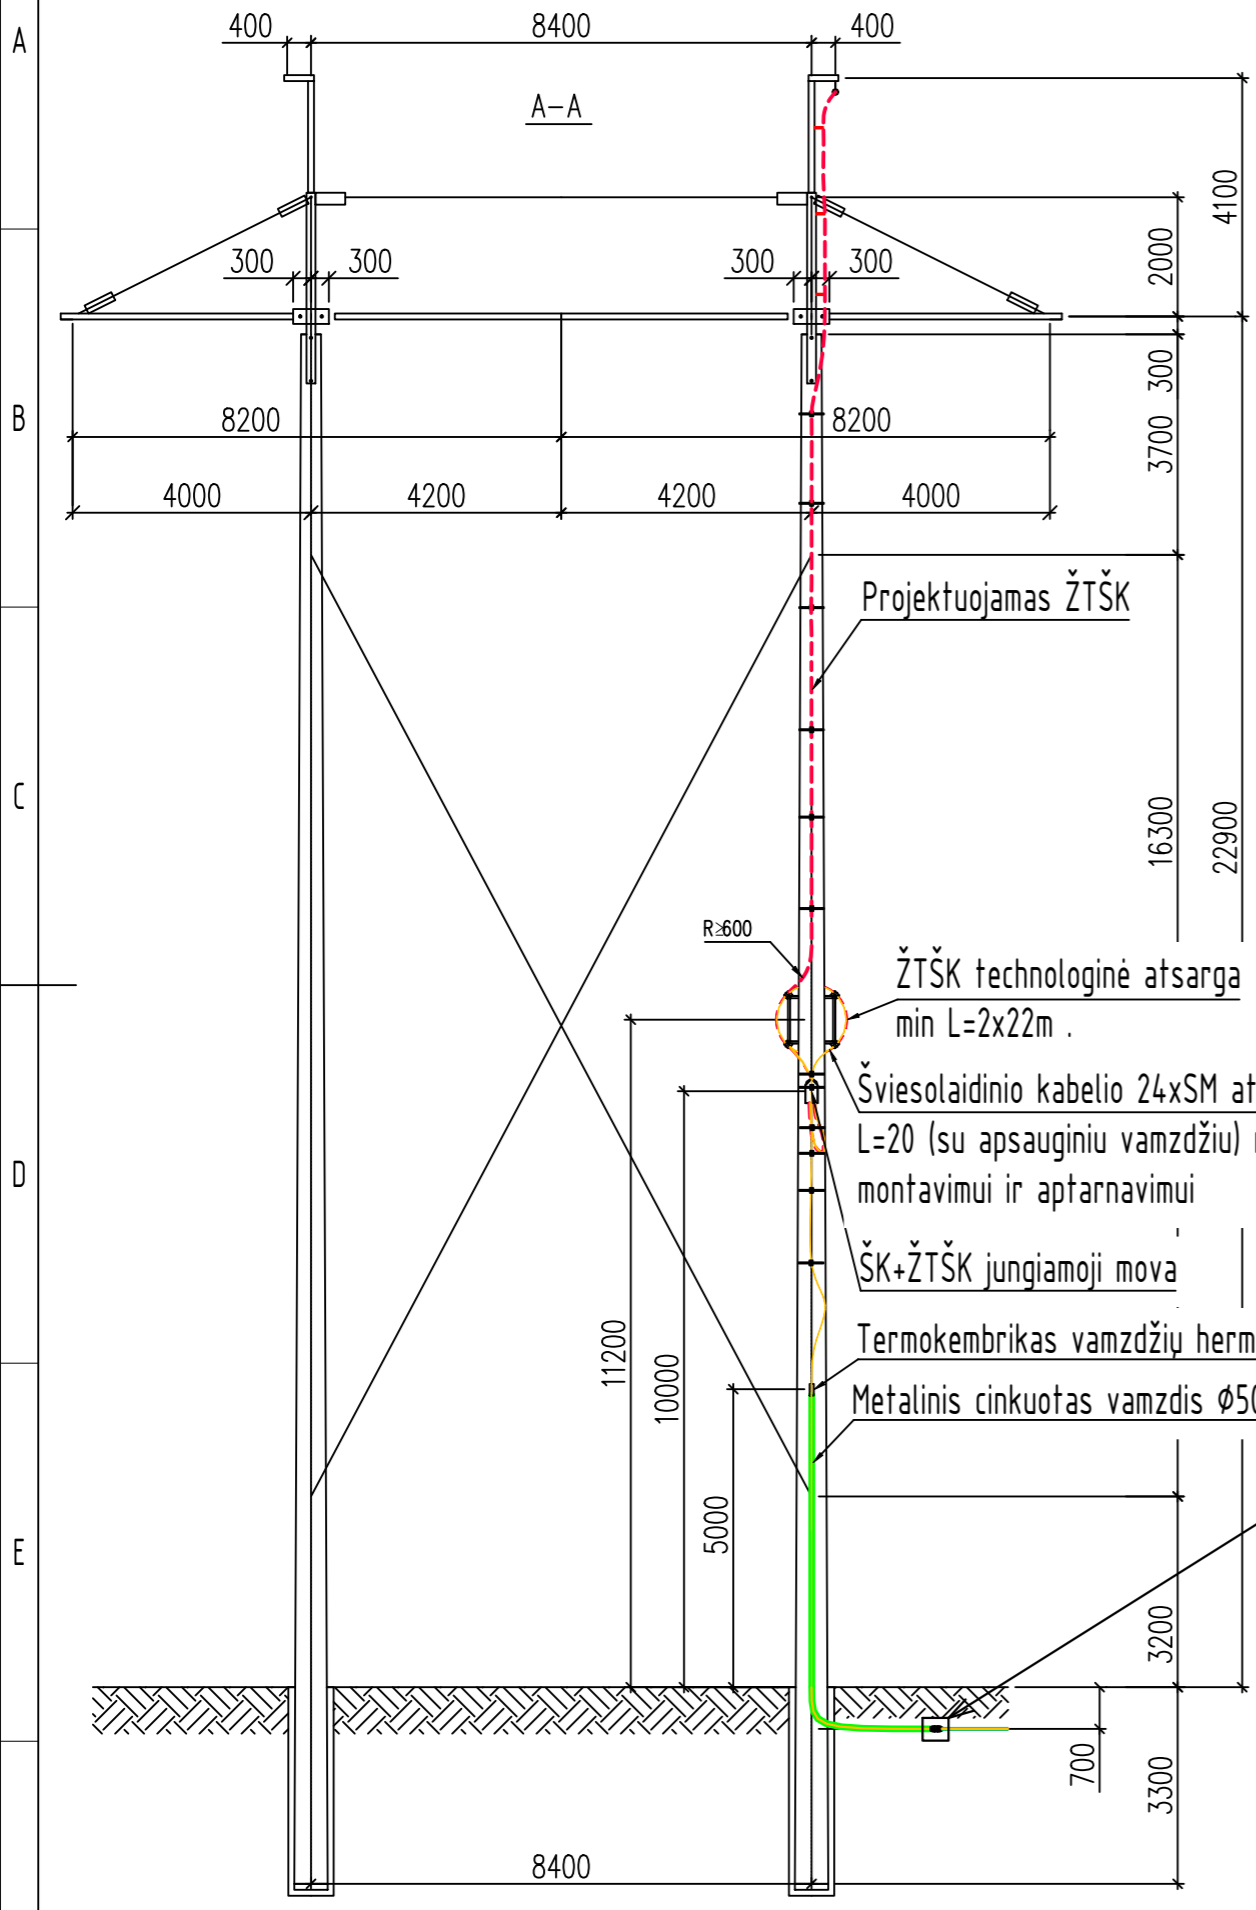 A
400
8400
400
A-A
4100
2000
300
300
300
300
300
B
8200
8200
3700
4000
4200
4200
4000
Projektuojamas ŽTŠK
C
16300
22900
R≥600
ŽTŠK technologinė atsarga
min L=2x22m .
Šviesolaidinio kabelio 24xSM at
L=20 (su apsauginiu vamzdžiu)
D
montavimui ir aptarnavimui
ŠK+ŽTŠK jungiamoji mova
11200
10000
Termokembrikas vamzdžių herm
Metalinis cinkuotas vamzdis Ø50
5000
E
3200
700
3300
8400